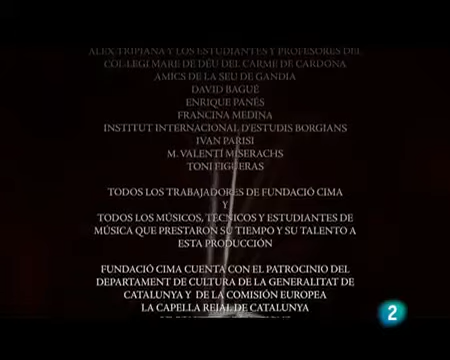 ALEX TRIPIANA Y LOS ESTUDIANTES Y PROFESORES DEL
COL·LEGI MARE DE DÉU DEL CARME DE CARDONA
AMICS DE LA SEU DE GANDIA
DAVID BAGUÉ
ENRIQUE PANÉS
FRANCINA MEDINA
INSTITUT INTERNACIONAL D'ESTUDIS BORGIANS
IVAN PARISI
M. VALENTÍ MISERACHS
TONI FIGUERAS
TODOS LOS TRABAJADORES DE FUNDACIÓ CIMA
Y
TODOS LOS MÚSICOS, TECNICOS Y ESTUDIANTES DE
MÚSICA QUE PRESTARON SU TIEMPO Y SU TALENTO A
ESTA PRODUCCIÓN
FUNDACIÓ CIMA CUENTA CON EL PATROCINIO DEL
DEPARTAMENT DE CULTURA DE LA GENERALITAT DE
CATALUNYA Y DE LA COMISIÓN EUROPEA
LA CAPELLA REIAL DE CATALUNYA
2